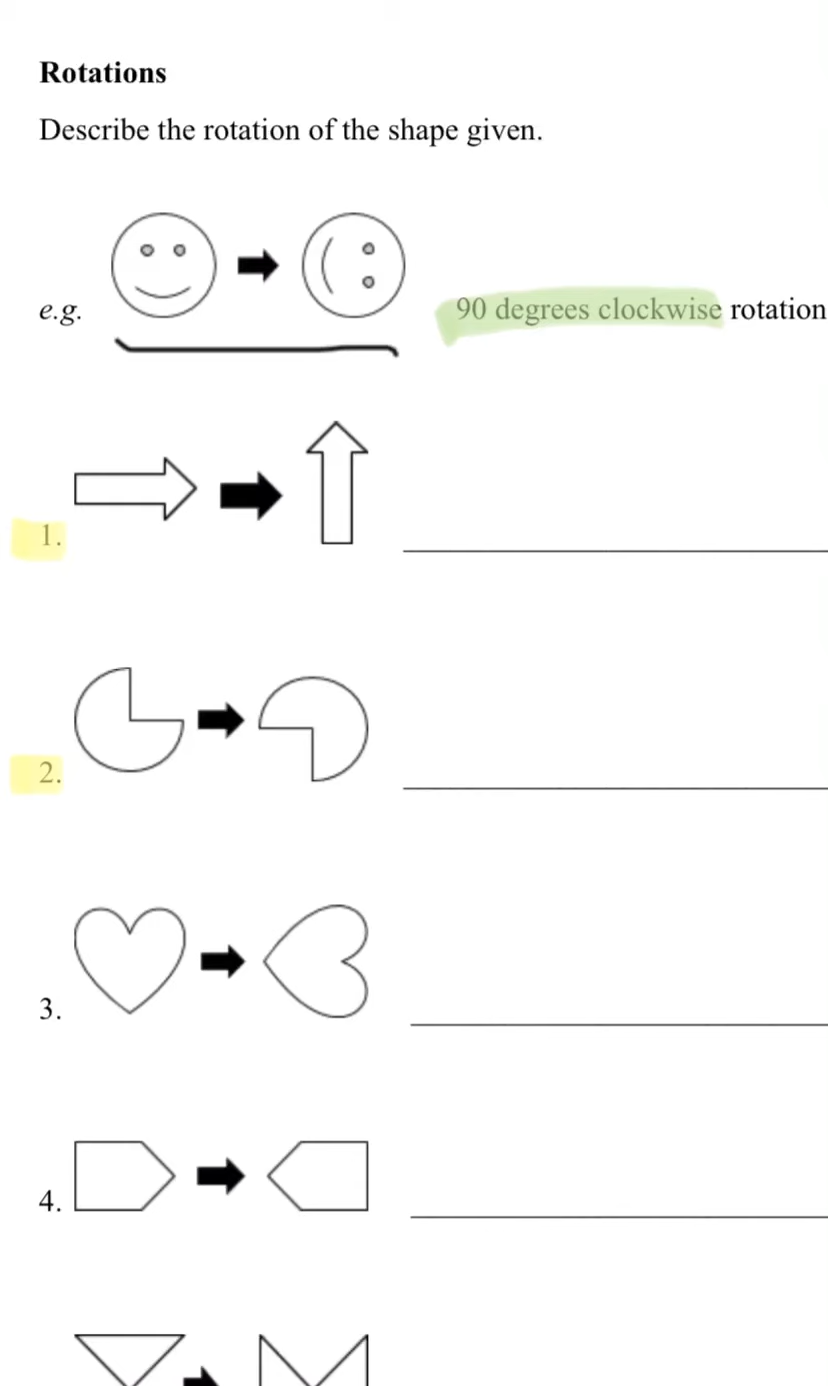 Rotations
Describe the rotation of the shape given.
e.g.
90 degrees clockwise rotation
1.
2.
3.
4.